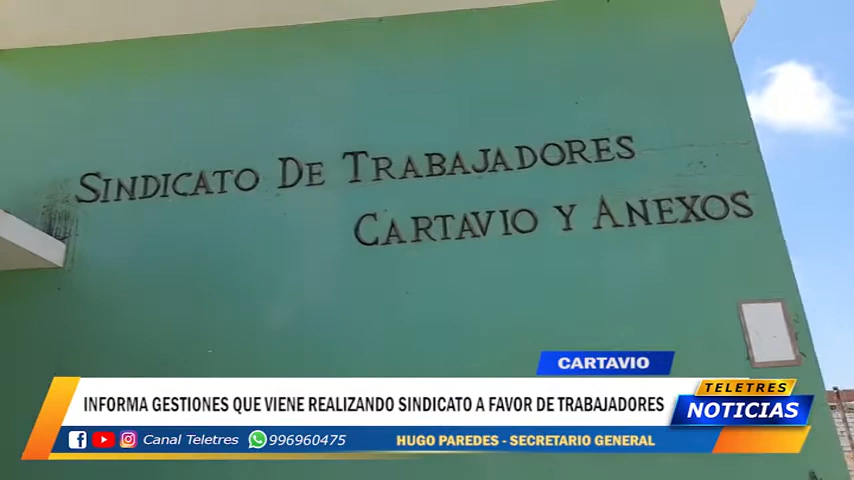 SINDICATO DE TRABAJADORES
CARTAVIO Y ANEXOS
CARTAVIO
INFORMA GESTIONES QUE VIENE REALIZANDO SINDICATO A FAVOR DE TRABAJADORES
TELETRES
NOTICIAS
Canal Teletres 996960475
HUGO PAREDES - SECRETARIO GENERAL